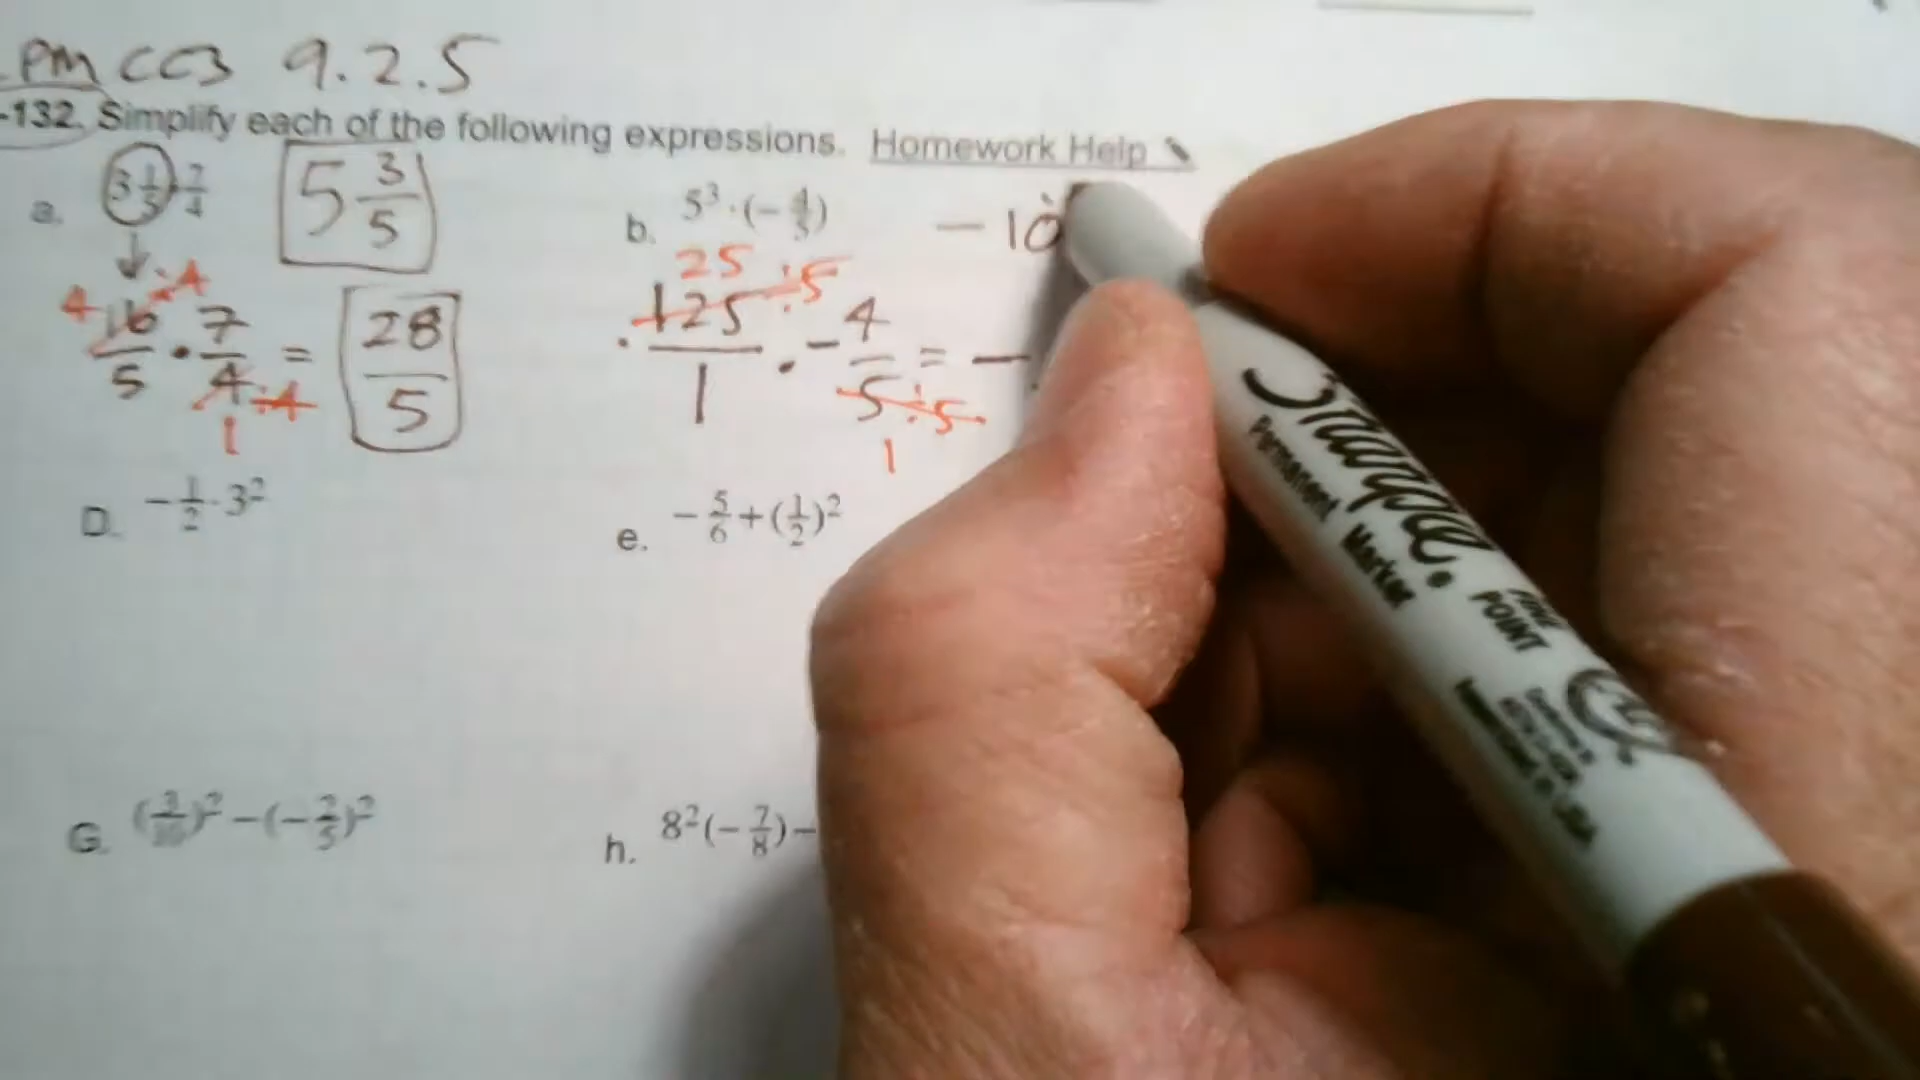 PM CC3 9.2.5
-132. Simplify each of the following expressions. Homework Help ✎
a. 3 1/5 · 7/4 5 3/5
b. 5³ · (− 4/5) − 10
4 16/5 ÷4 · 7/4 ÷4 1 = 28/5
25 · 125/1 ÷5 · − 4/5 ÷5 1 = −
D. − 1/2 · 3²
e. − 5/6 + (1/2)²
G. (3/10)² − (− 2/5)²
h. 8² (− 7/8) −
Sharpie.
FINE POINT
Permanent Marker